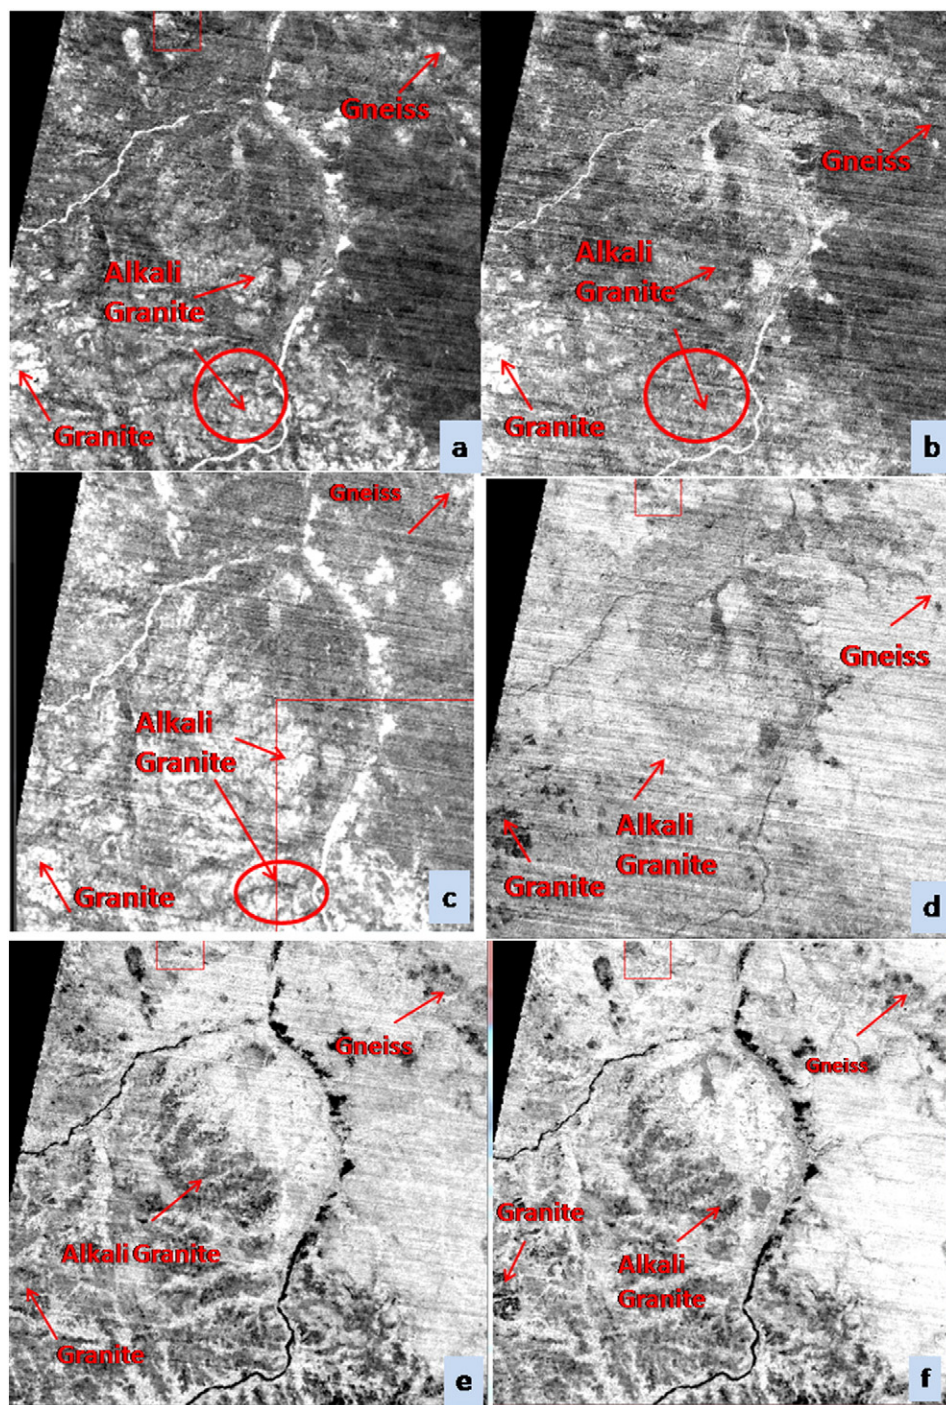 Gneiss
Alkali
Granite
Granite
a
Gneiss
Alkali
Granite
Granite
b
Gneiss
Alkali
Granite
Granite
c
Gneiss
Alkali
Granite
Granite
d
Gneiss
Alkali Granite
Granite
e
Gneiss
Granite
Alkali
Granite
f